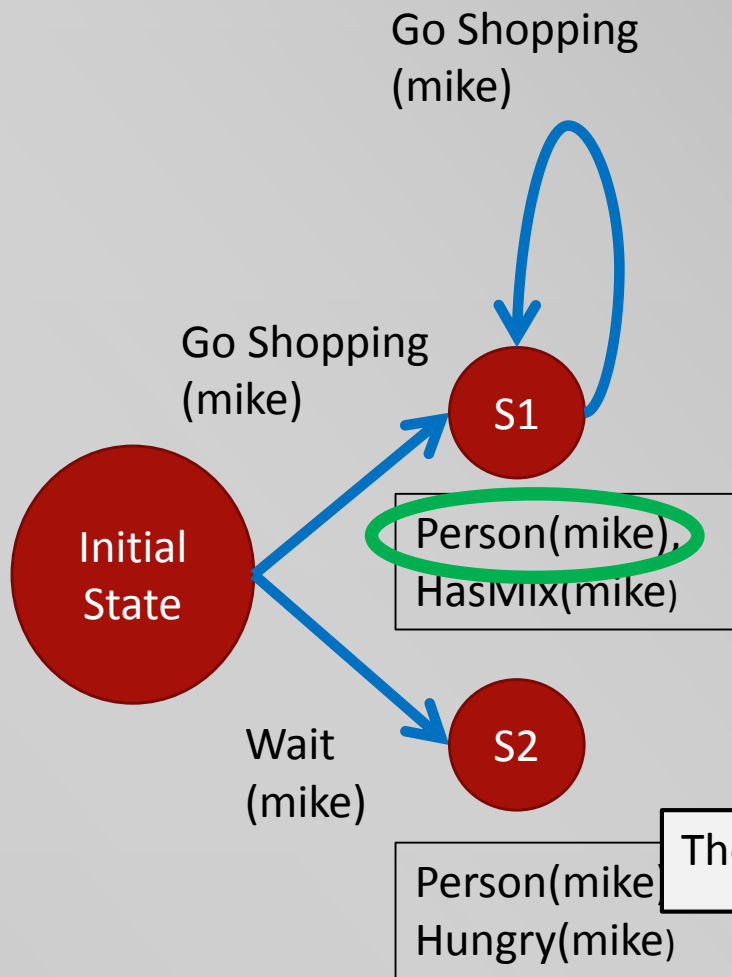 Go Shopping
(mike)
Go Shopping
(mike)
S1
Initial
State
Person(mike),
HasMix(mike)
Wait
(mike)
S2
Person(mike)
Hungry(mike)